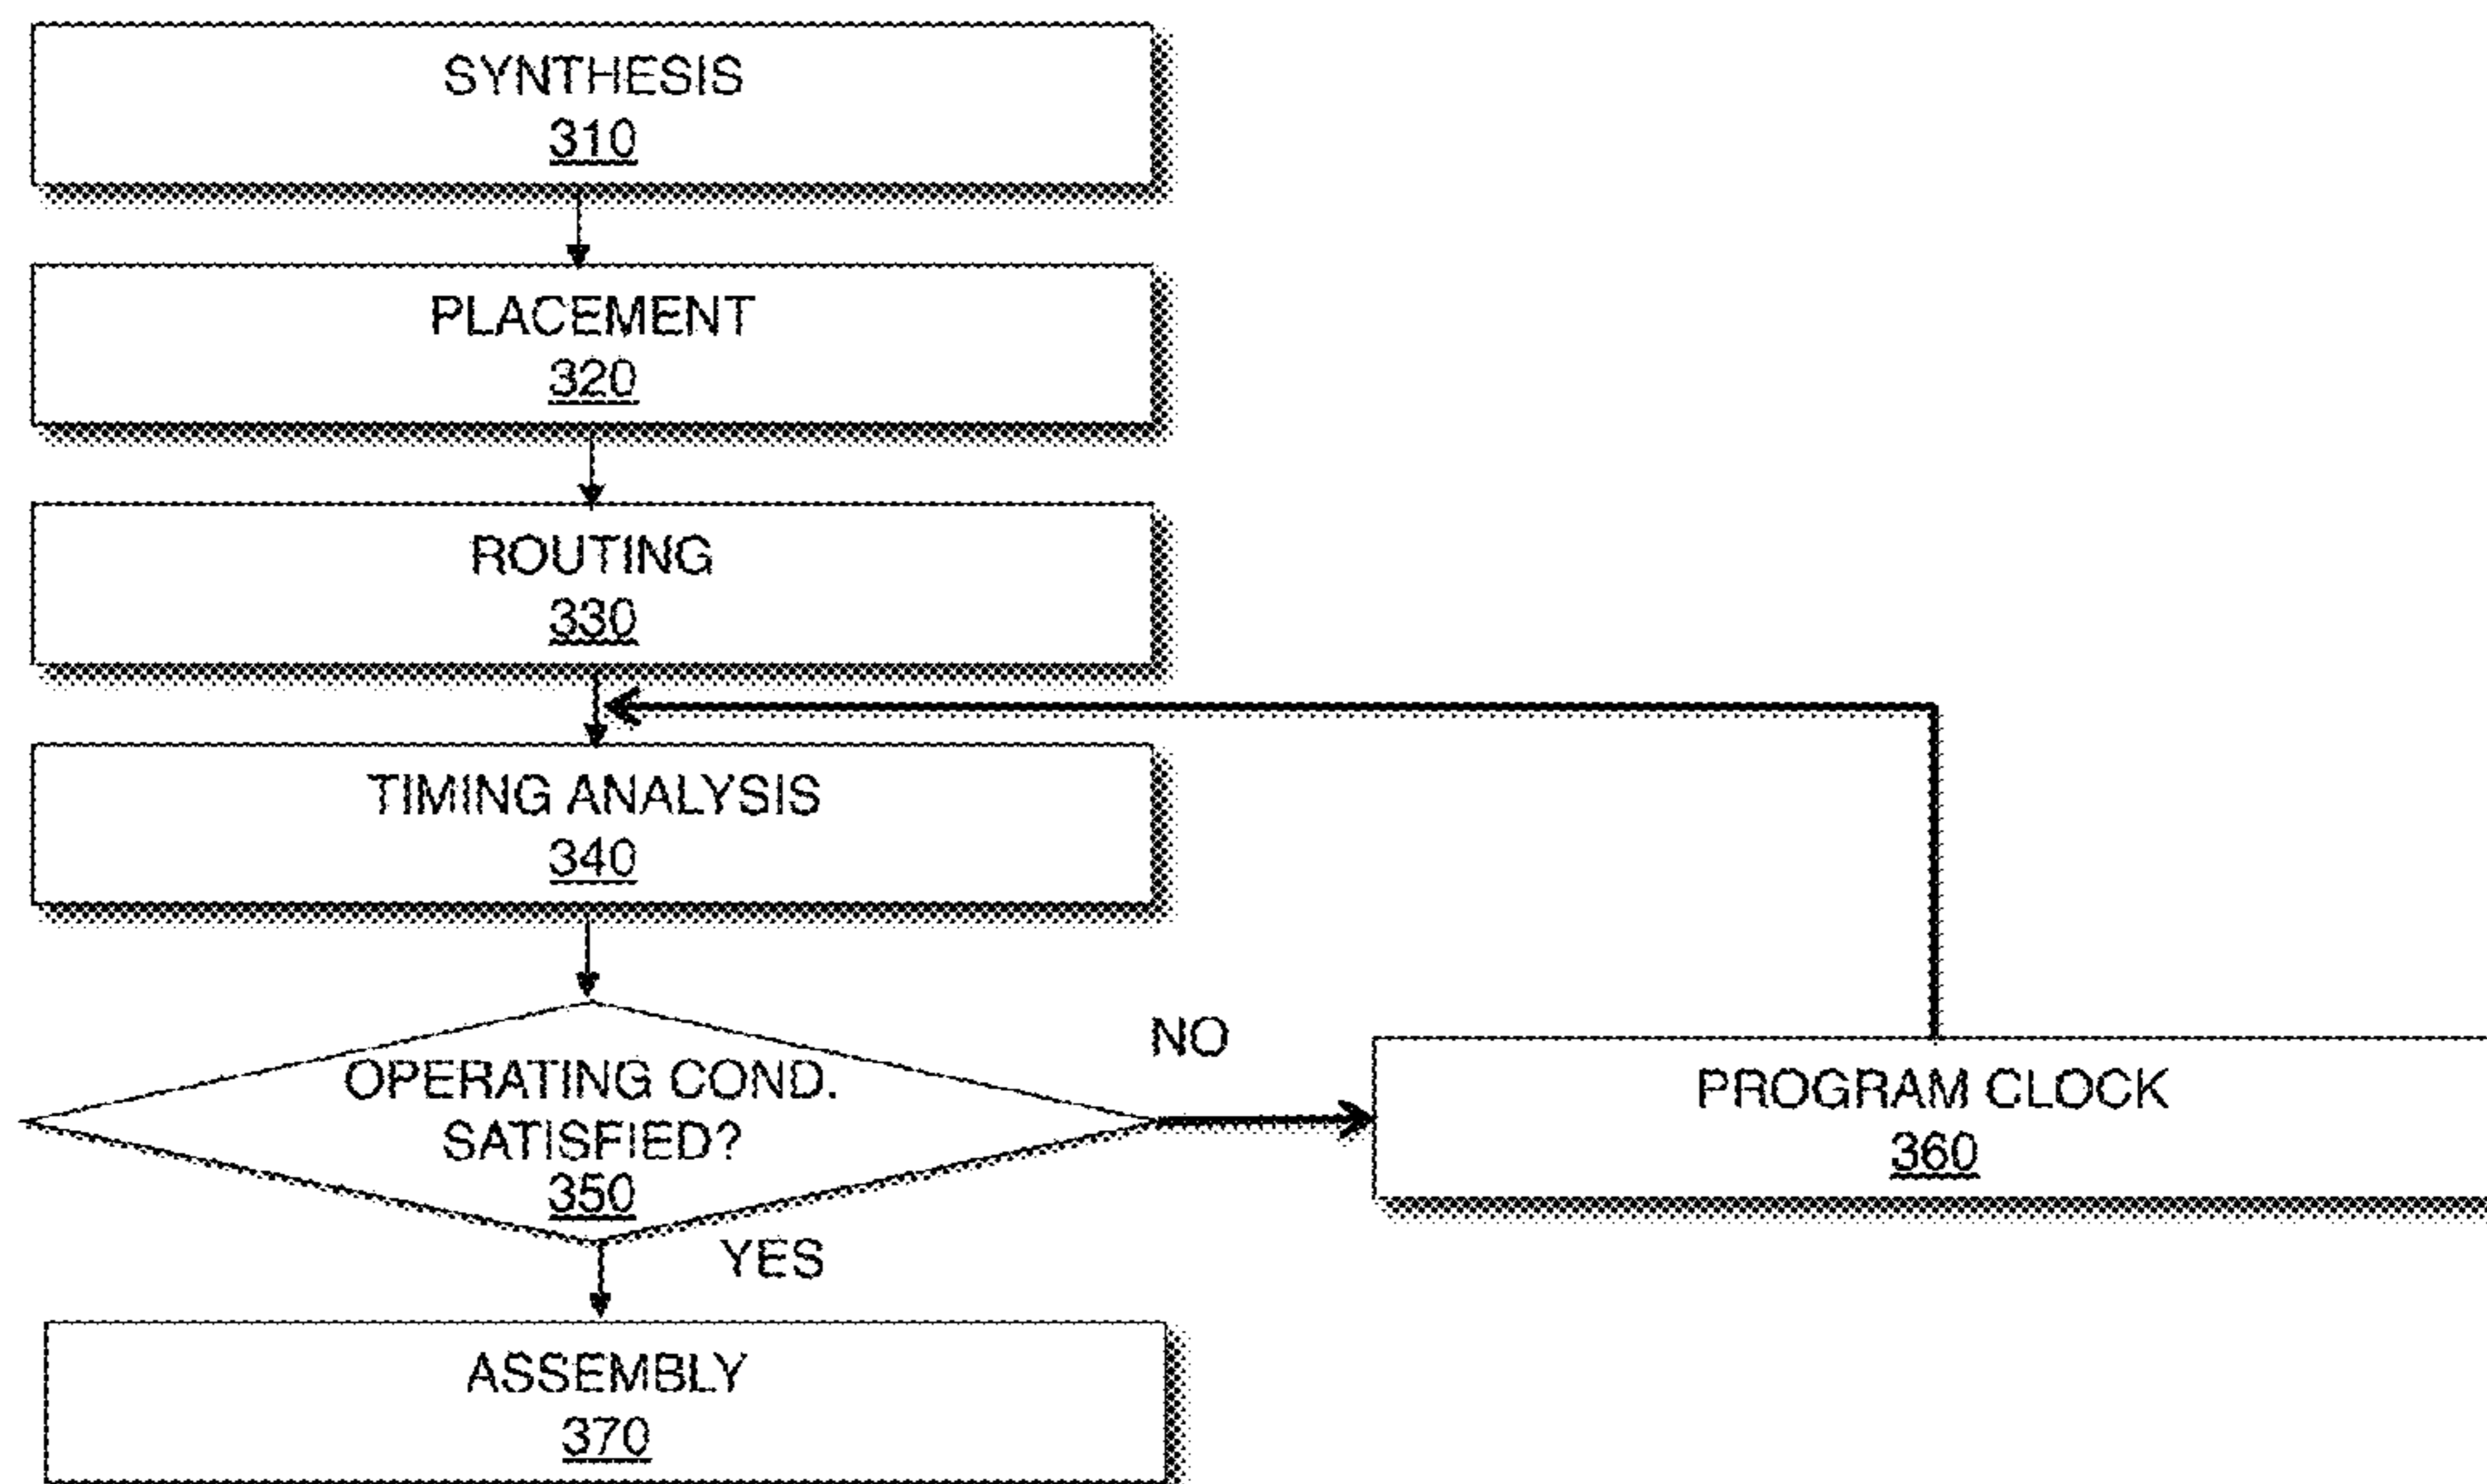 SYNTHESIS
310
PLACEMENT
320
ROUTING
330
TIMING ANALYSIS
340
OPERATING COND.
SATISFIED?
350
NO
PROGRAM CLOCK
360
YES
ASSEMBLY
370